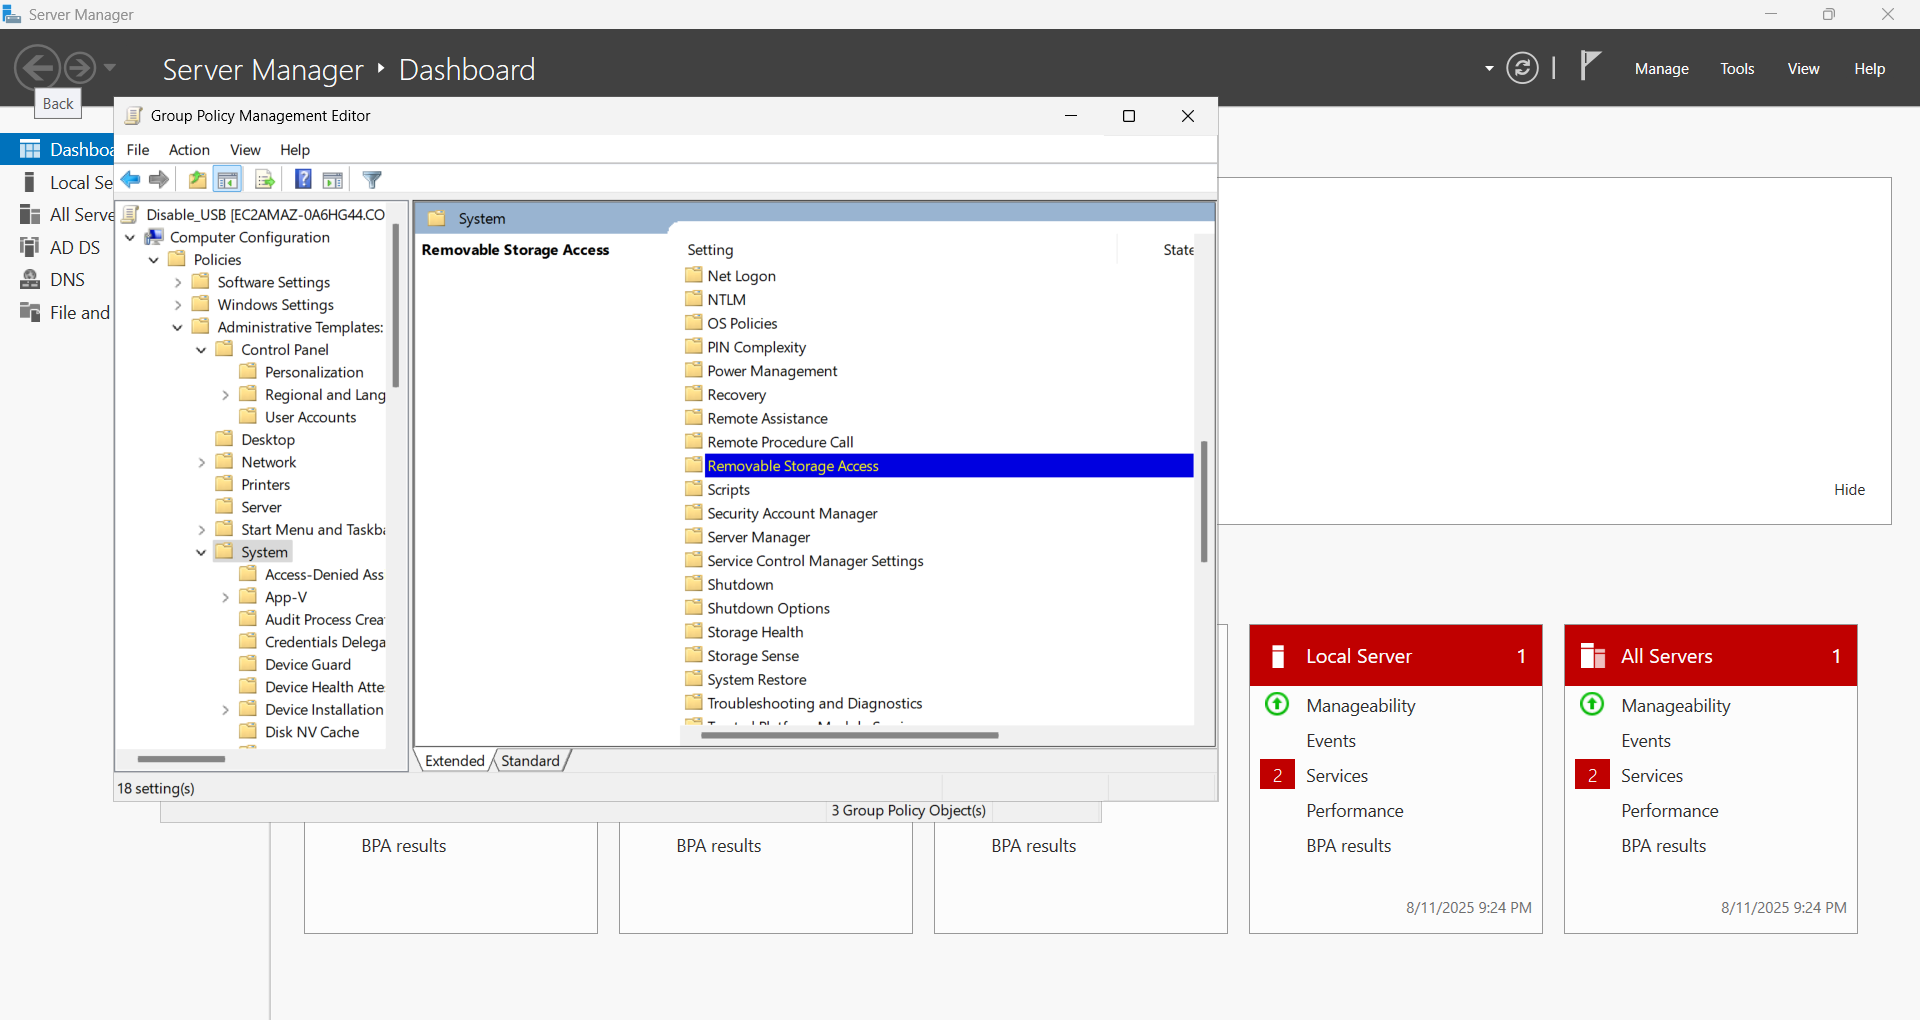 Server Manager
Server Manager ‣ Dashboard
Manage
Tools
View
Help
Back
Dashboa
Local Se
All Serve
AD DS
DNS
File and
Group Policy Management Editor
File
Action
View
Help
Disable_USB [EC2AMAZ-0A6HG44.CO
Computer Configuration
Policies
Software Settings
Windows Settings
Administrative Templates:
Control Panel
Personalization
Regional and Lang
User Accounts
Desktop
Network
Printers
Server
Start Menu and Taskba
System
Access-Denied Ass
App-V
Audit Process Crea
Credentials Delega
Device Guard
Device Health Atte
Device Installation
Disk NV Cache
System
Removable Storage Access
Setting
State
Net Logon
NTLM
OS Policies
PIN Complexity
Power Management
Recovery
Remote Assistance
Remote Procedure Call
Removable Storage Access
Scripts
Security Account Manager
Server Manager
Service Control Manager Settings
Shutdown
Shutdown Options
Storage Health
Storage Sense
System Restore
Troubleshooting and Diagnostics
Extended
Standard
18 setting(s)
3 Group Policy Object(s)
Hide
BPA results
BPA results
BPA results
Local Server 1
Manageability
Events
2 Services
Performance
BPA results
8/11/2025 9:24 PM
All Servers 1
Manageability
Events
2 Services
Performance
BPA results
8/11/2025 9:24 PM